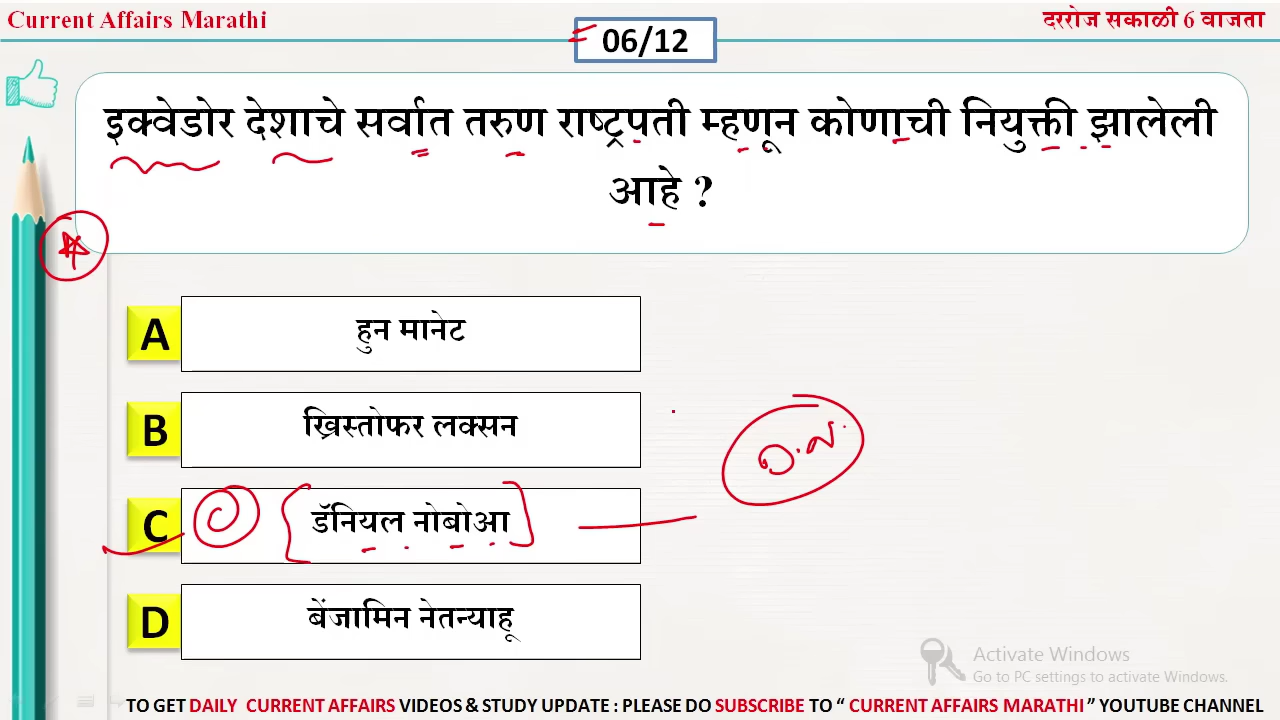 Current Affairs Marathi
दररोज सकाळी 6 वाजता
06/12
इक्वेडोर देशाचे सर्वात तरुण राष्ट्रपती म्हणून कोणाची नियुक्ती झालेली
आहे ?
A हुन मानेट
B ख्रिस्तोफर लक्सन
C डॅनियल नोबोआ
D.N.
D बेंजामिन नेतन्याहू
Activate Windows
Go to PC settings to activate Windows.
TO GET DAILY CURRENT AFFAIRS VIDEOS & STUDY UPDATE : PLEASE DO SUBSCRIBE TO “ CURRENT AFFAIRS MARATHI ” YOUTUBE CHANNEL